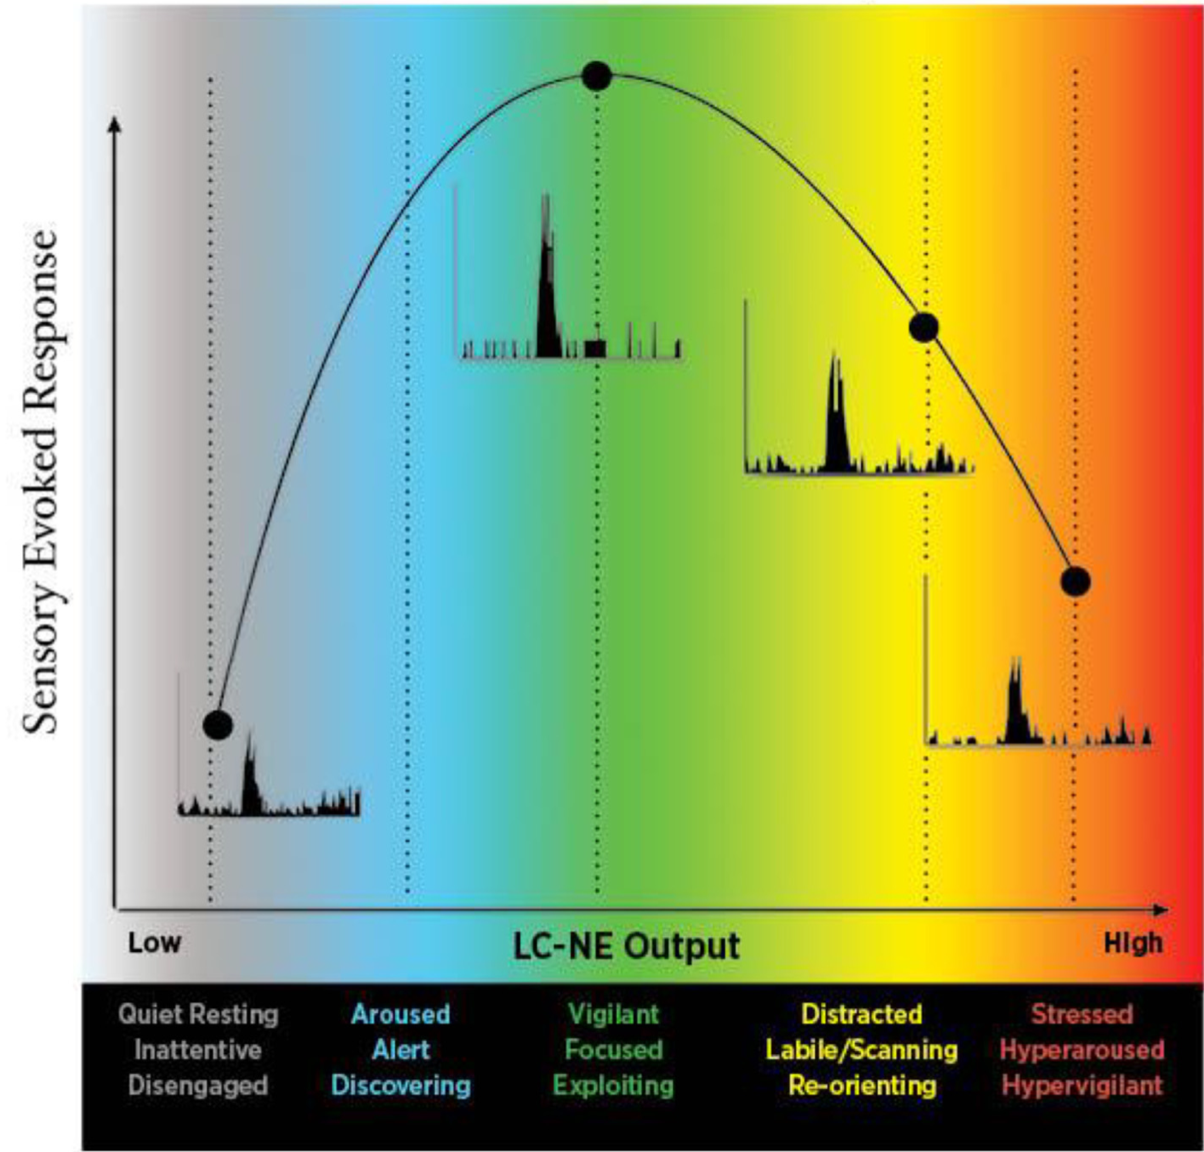 Sensory Evoked Response
Low
LC-NE Output
High
Quiet Resting
Inattentive
Disengaged
Aroused
Alert
Discovering
Vigilant
Focused
Exploiting
Distracted
Labile/Scanning
Re-orienting
Stressed
Hyperaroused
Hypervigilant